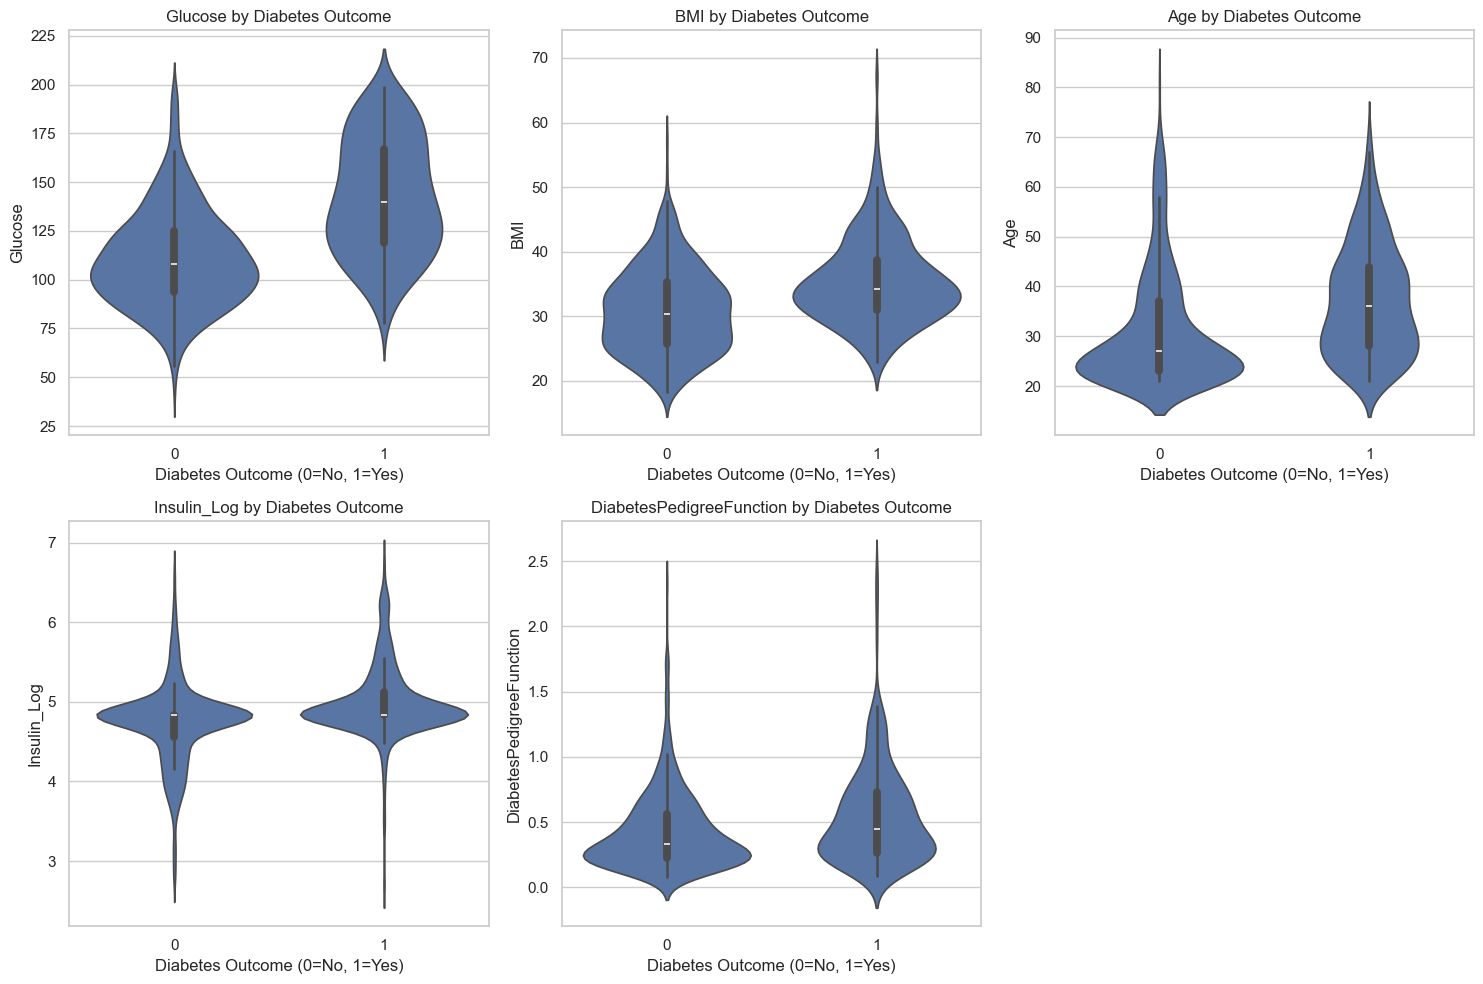 Glucose by Diabetes Outcome
225
200
175
150
125
100
75
50
25
Glucose
0
1
Diabetes Outcome (0=No, 1=Yes)
BMI by Diabetes Outcome
70
60
50
40
30
20
BMI
0
1
Diabetes Outcome (0=No, 1=Yes)
Age by Diabetes Outcome
90
80
70
60
50
40
30
20
Age
0
1
Diabetes Outcome (0=No, 1=Yes)
Insulin_Log by Diabetes Outcome
7
6
5
4
3
Insulin_Log
0
1
Diabetes Outcome (0=No, 1=Yes)
DiabetesPedigreeFunction by Diabetes Outcome
2.5
2.0
1.5
1.0
0.5
0.0
DiabetesPedigreeFunction
0
1
Diabetes Outcome (0=No, 1=Yes)